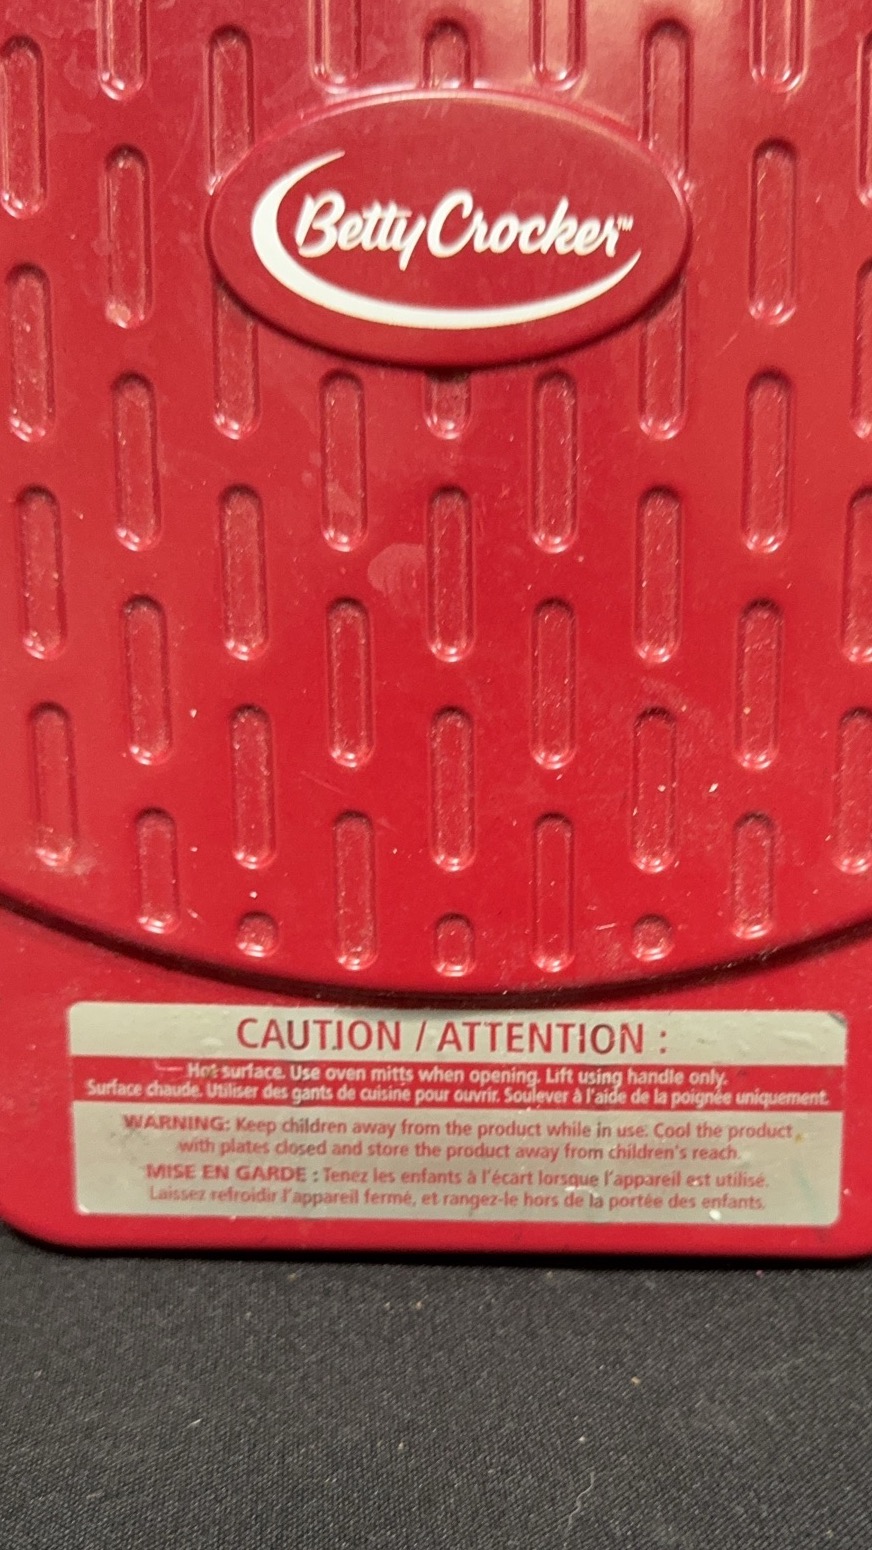 Betty Crocker™
CAUTION / ATTENTION :
Hot surface. Use oven mitts when opening. Lift using handle only.
Surface chaude. Utiliser des gants de cuisine pour ouvrir. Soulever à l'aide de la poignée uniquement.
WARNING: Keep children away from the product while in use. Cool the product
with plates closed and store the product away from children's reach.
MISE EN GARDE : Tenez les enfants à l'écart lorsque l'appareil est utilisé.
Laissez refroidir l'appareil fermé, et rangez-le hors de la portée des enfants.